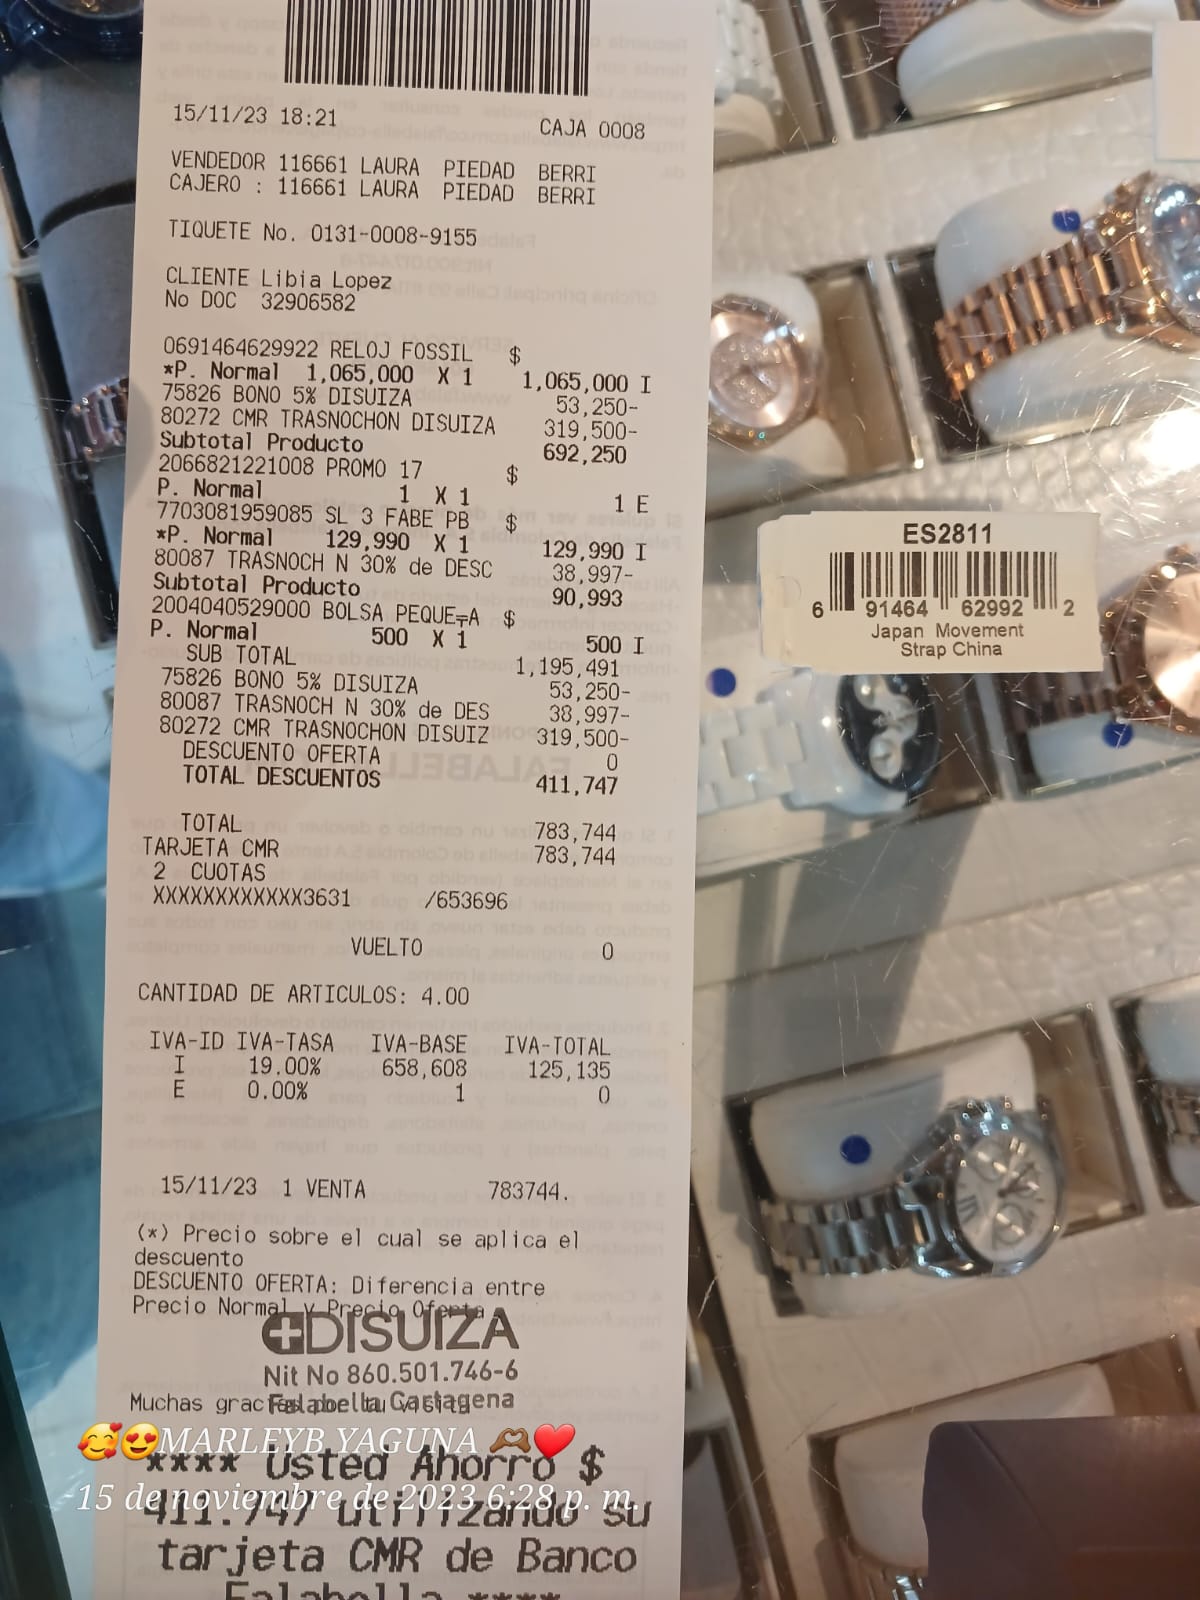 15/11/23 18:21 CAJA 0008
VENDEDOR 116661 LAURA PIEDAD BERRI
CAJERO : 116661 LAURA PIEDAD BERRI
TIQUETE No. 0131-0008-9155
CLIENTE Libia Lopez
No DOC 32906582
0691464629922 RELOJ FOSSIL $
*P. Normal 1,065,000 X 1 1,065,000 I
75826 BONO 5% DISUIZA 53,250-
80272 CMR TRASNOCHON DISUIZA 319,500-
Subtotal Producto 692,250
2066821221008 PROMO 17 $
P. Normal 1 X 1 1 E
7703081959085 SL 3 FABE PB $
*P. Normal 129,990 X 1 129,990 I
80087 TRASNOCH N 30% de DESC 38,997-
Subtotal Producto 90,993
2004040529000 BOLSA PEQUE╤A $
P. Normal 500 X 1 500 I
SUB TOTAL 1,195,491
75826 BONO 5% DISUIZA 53,250-
80087 TRASNOCH N 30% de DES 38,997-
80272 CMR TRASNOCHON DISUIZ 319,500-
DESCUENTO OFERTA 0
TOTAL DESCUENTOS 411,747
TOTAL 783,744
TARJETA CMR 783,744
2 CUOTAS
XXXXXXXXXXXX3631 /653696
VUELTO 0
CANTIDAD DE ARTICULOS: 4.00
IVA-ID IVA-TASA IVA-BASE IVA-TOTAL
I 19.00% 658,608 125,135
E 0.00% 1 0
15/11/23 1 VENTA 783744.
(*) Precio sobre el cual se aplica el
descuento
DESCUENTO OFERTA: Diferencia entre
Precio Normal y Precio Oferta
DISUIZA
Nit No 860.501.746-6
Muchas gracias por tu visita
Falabella Cartagena
🥰😍MARLEYB YAGUNA 🫶🏽❤️
**** Usted Ahorro $
15 de noviembre de 2023 6:28 p. m.
411.747 utilizando su
tarjeta CMR de Banco
Falabella ****
ES2811
6 91464 62992 2
Japan Movement
Strap China